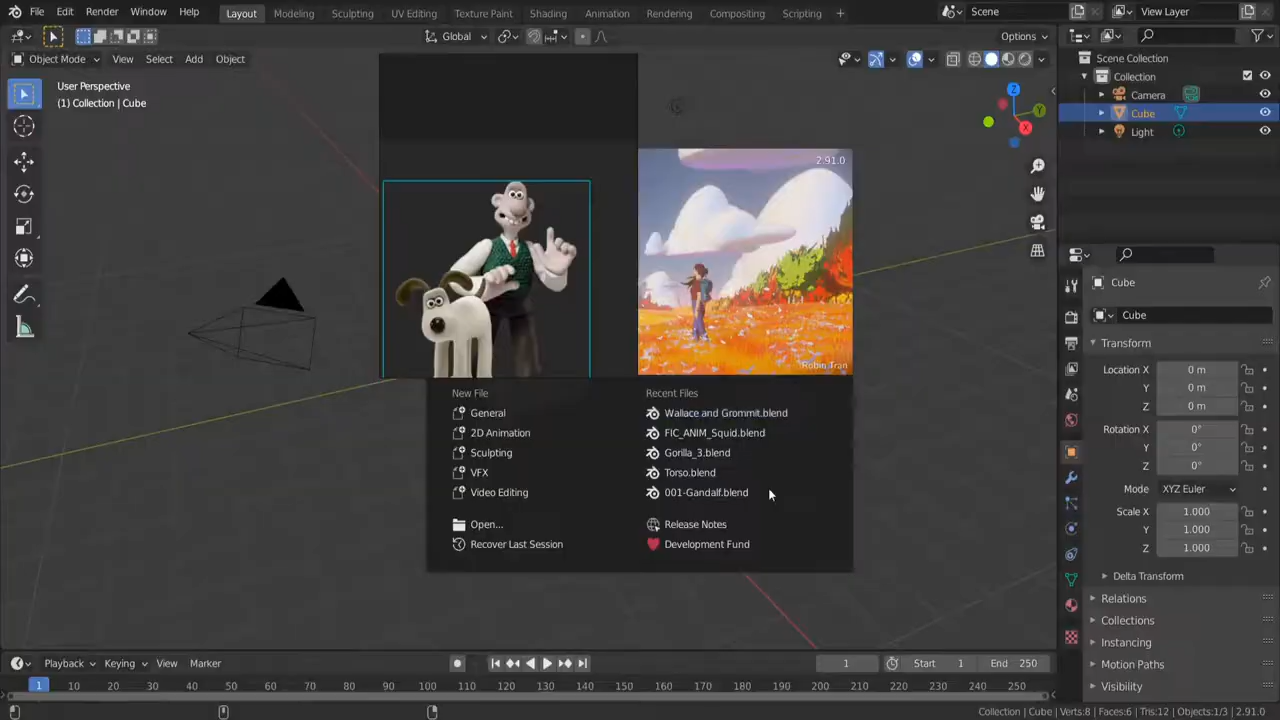 File Edit Render Window Help Layout Modeling Sculpting UV Editing Texture Paint Shading Animation Rendering Compositing Scripting + Scene View Layer
Global Options
Object Mode View Select Add Object
User Perspective
(1) Collection | Cube
Z
Y
X
Scene Collection
Collection
Camera
Cube
Light
2.91.0
Robin Tran
New File
General
2D Animation
Sculpting
VFX
Video Editing
Open...
Recover Last Session
Recent Files
Wallace and Grommit.blend
FIC_ANIM_Squid.blend
Gorilla_3.blend
Torso.blend
001-Gandalf.blend
Release Notes
Development Fund
Cube
Cube
Transform
Location X 0 m
Y 0 m
Z 0 m
Rotation X 0°
Y 0°
Z 0°
Mode XYZ Euler
Scale X 1.000
Y 1.000
Z 1.000
Delta Transform
Relations
Collections
Instancing
Motion Paths
Visibility
Playback Keying View Marker 1 Start 1 End 250
1 10 20 30 40 50 60 70 80 90 100 110 120 130 140 150 160 170 180 190 200 210 220 230 240 250
Collection | Cube | Verts:8 | Faces:6 | Tris:12 | Objects:1/3 | 2.91.0